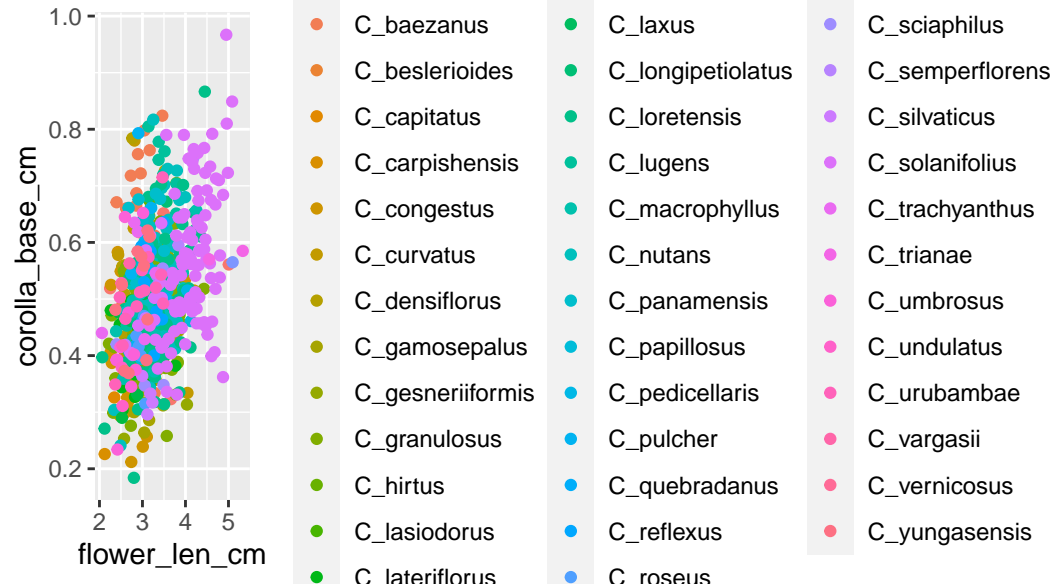 corolla_base_cm
1.0
0.8
0.6
0.4
0.2
2 3 4 5
flower_len_cm
C_baezanus
C_beslerioides
C_capitatus
C_carpishensis
C_congestus
C_curvatus
C_densiflorus
C_gamosepalus
C_gesneriiformis
C_granulosus
C_hirtus
C_lasiodorus
C_lateriflorus
C_laxus
C_longipetiolatus
C_loretensis
C_lugens
C_macrophyllus
C_nutans
C_panamensis
C_papillosus
C_pedicellaris
C_pulcher
C_quebradanus
C_reflexus
C_roseus
C_sciaphilus
C_semperflorens
C_silvaticus
C_solanifolius
C_trachyanthus
C_trianae
C_umbrosus
C_undulatus
C_urubambae
C_vargasii
C_vernicosus
C_yungasensis